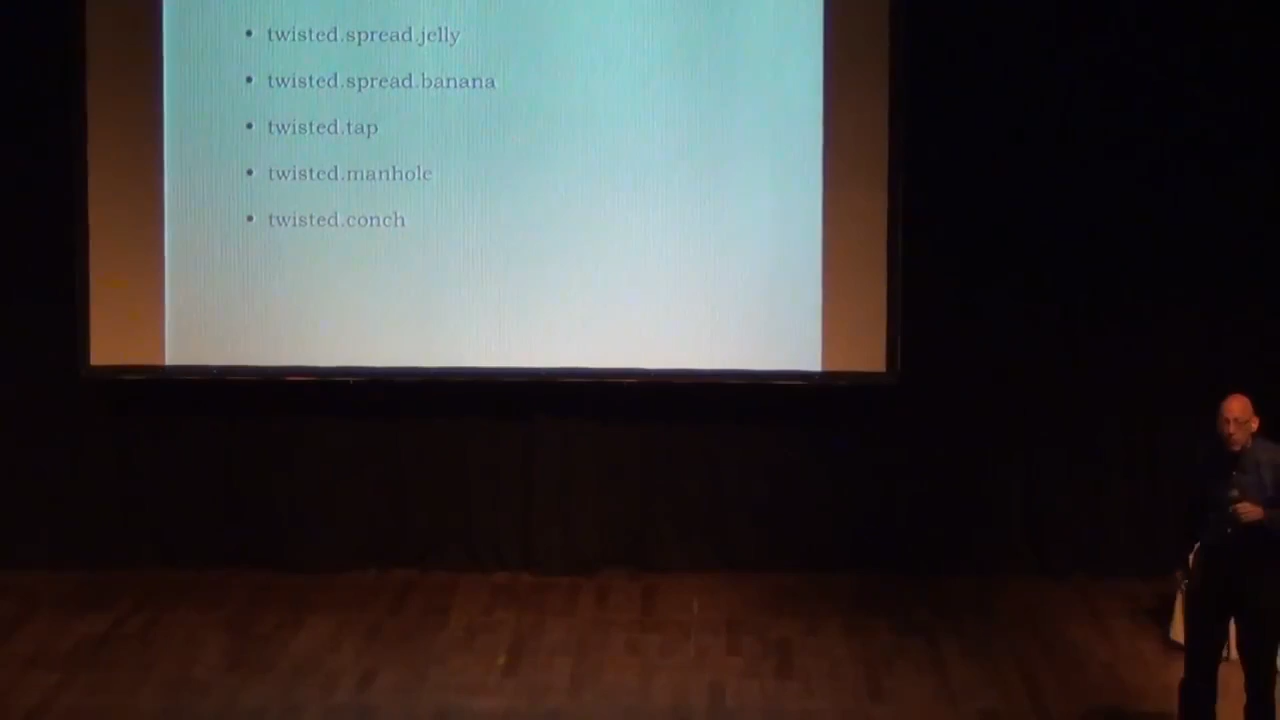 • twisted.spread.jelly
• twisted.spread.banana
• twisted.tap
• twisted.manhole
• twisted.conch